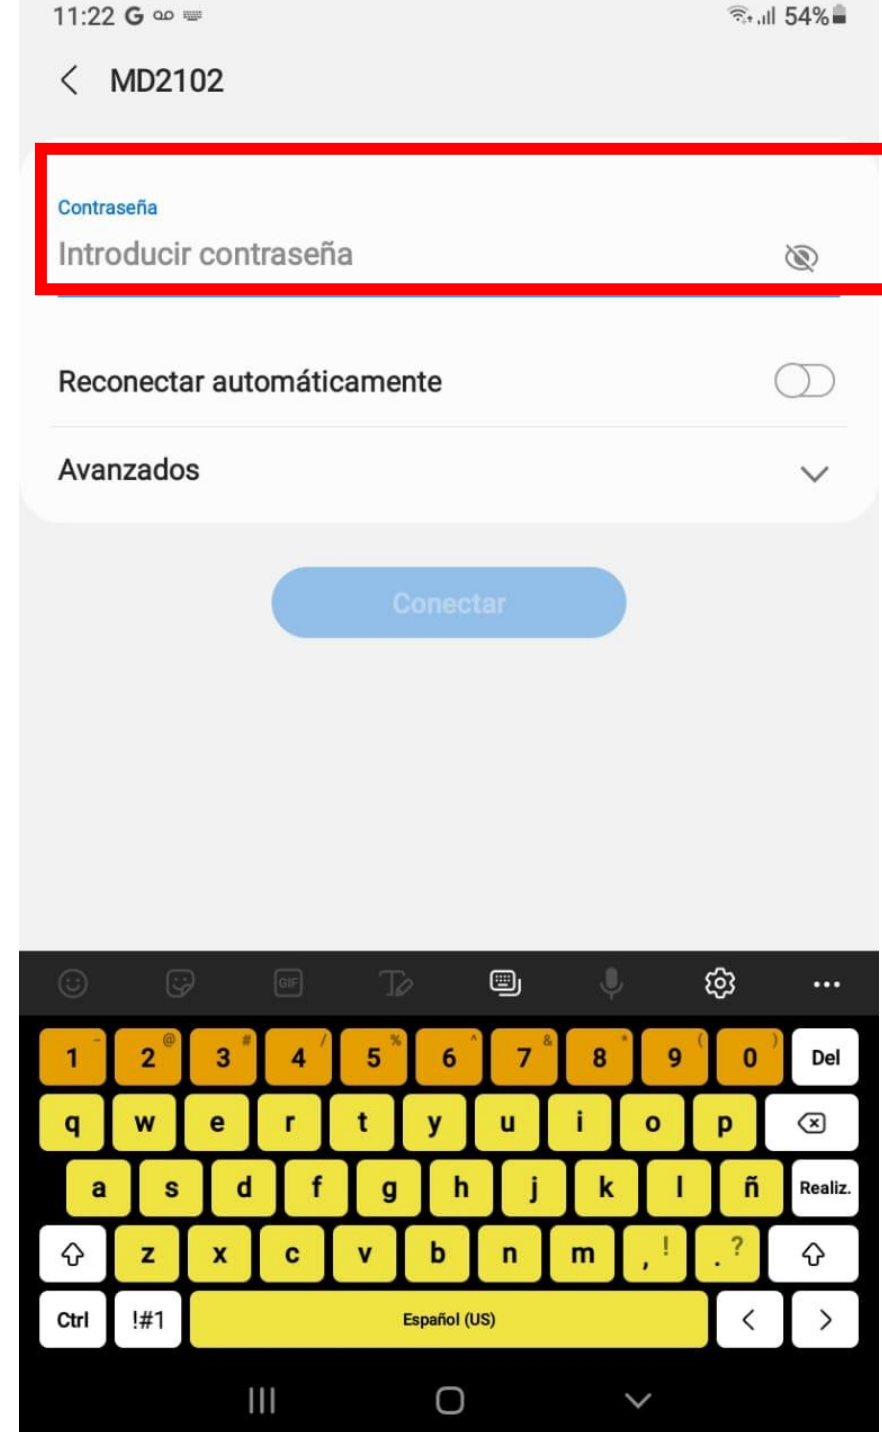 11:22 G 54%
MD2102
Contraseña
Introducir contraseña
Reconectar automáticamente
Avanzados
Conectar
GIF T
1 - 2 @ 3 # 4 / 5 % 6 ^ 7 & 8 * 9 ( 0 ) Del
q w e r t y u i o p
a s d f g h j k l ñ Realiz.
z x c v b n m , ! . ?
Ctrl !#1 Español (US) < >